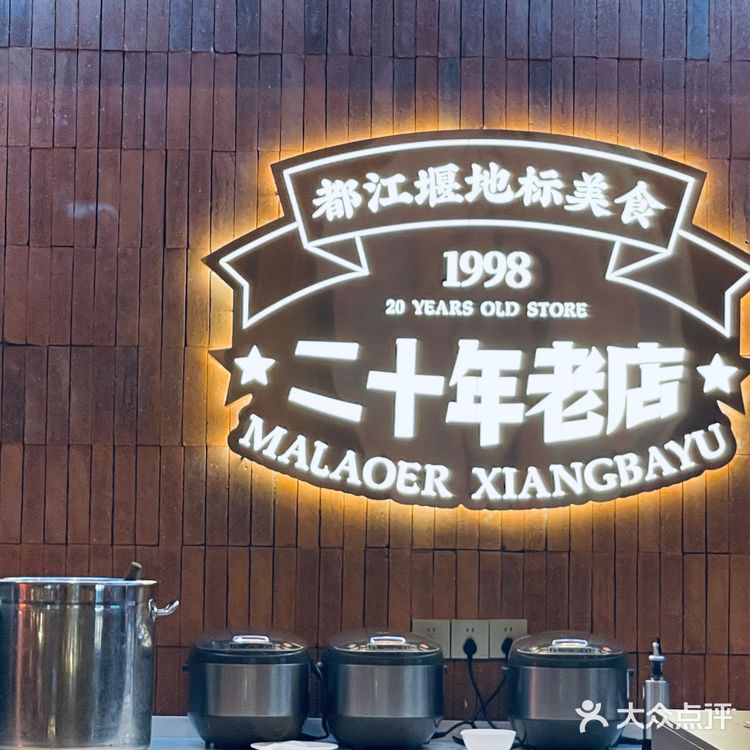 都江堰地标美食
1998
20 YEARS OLD STORE
二十年老店
MALAOER XIANGBAYU
大众点评